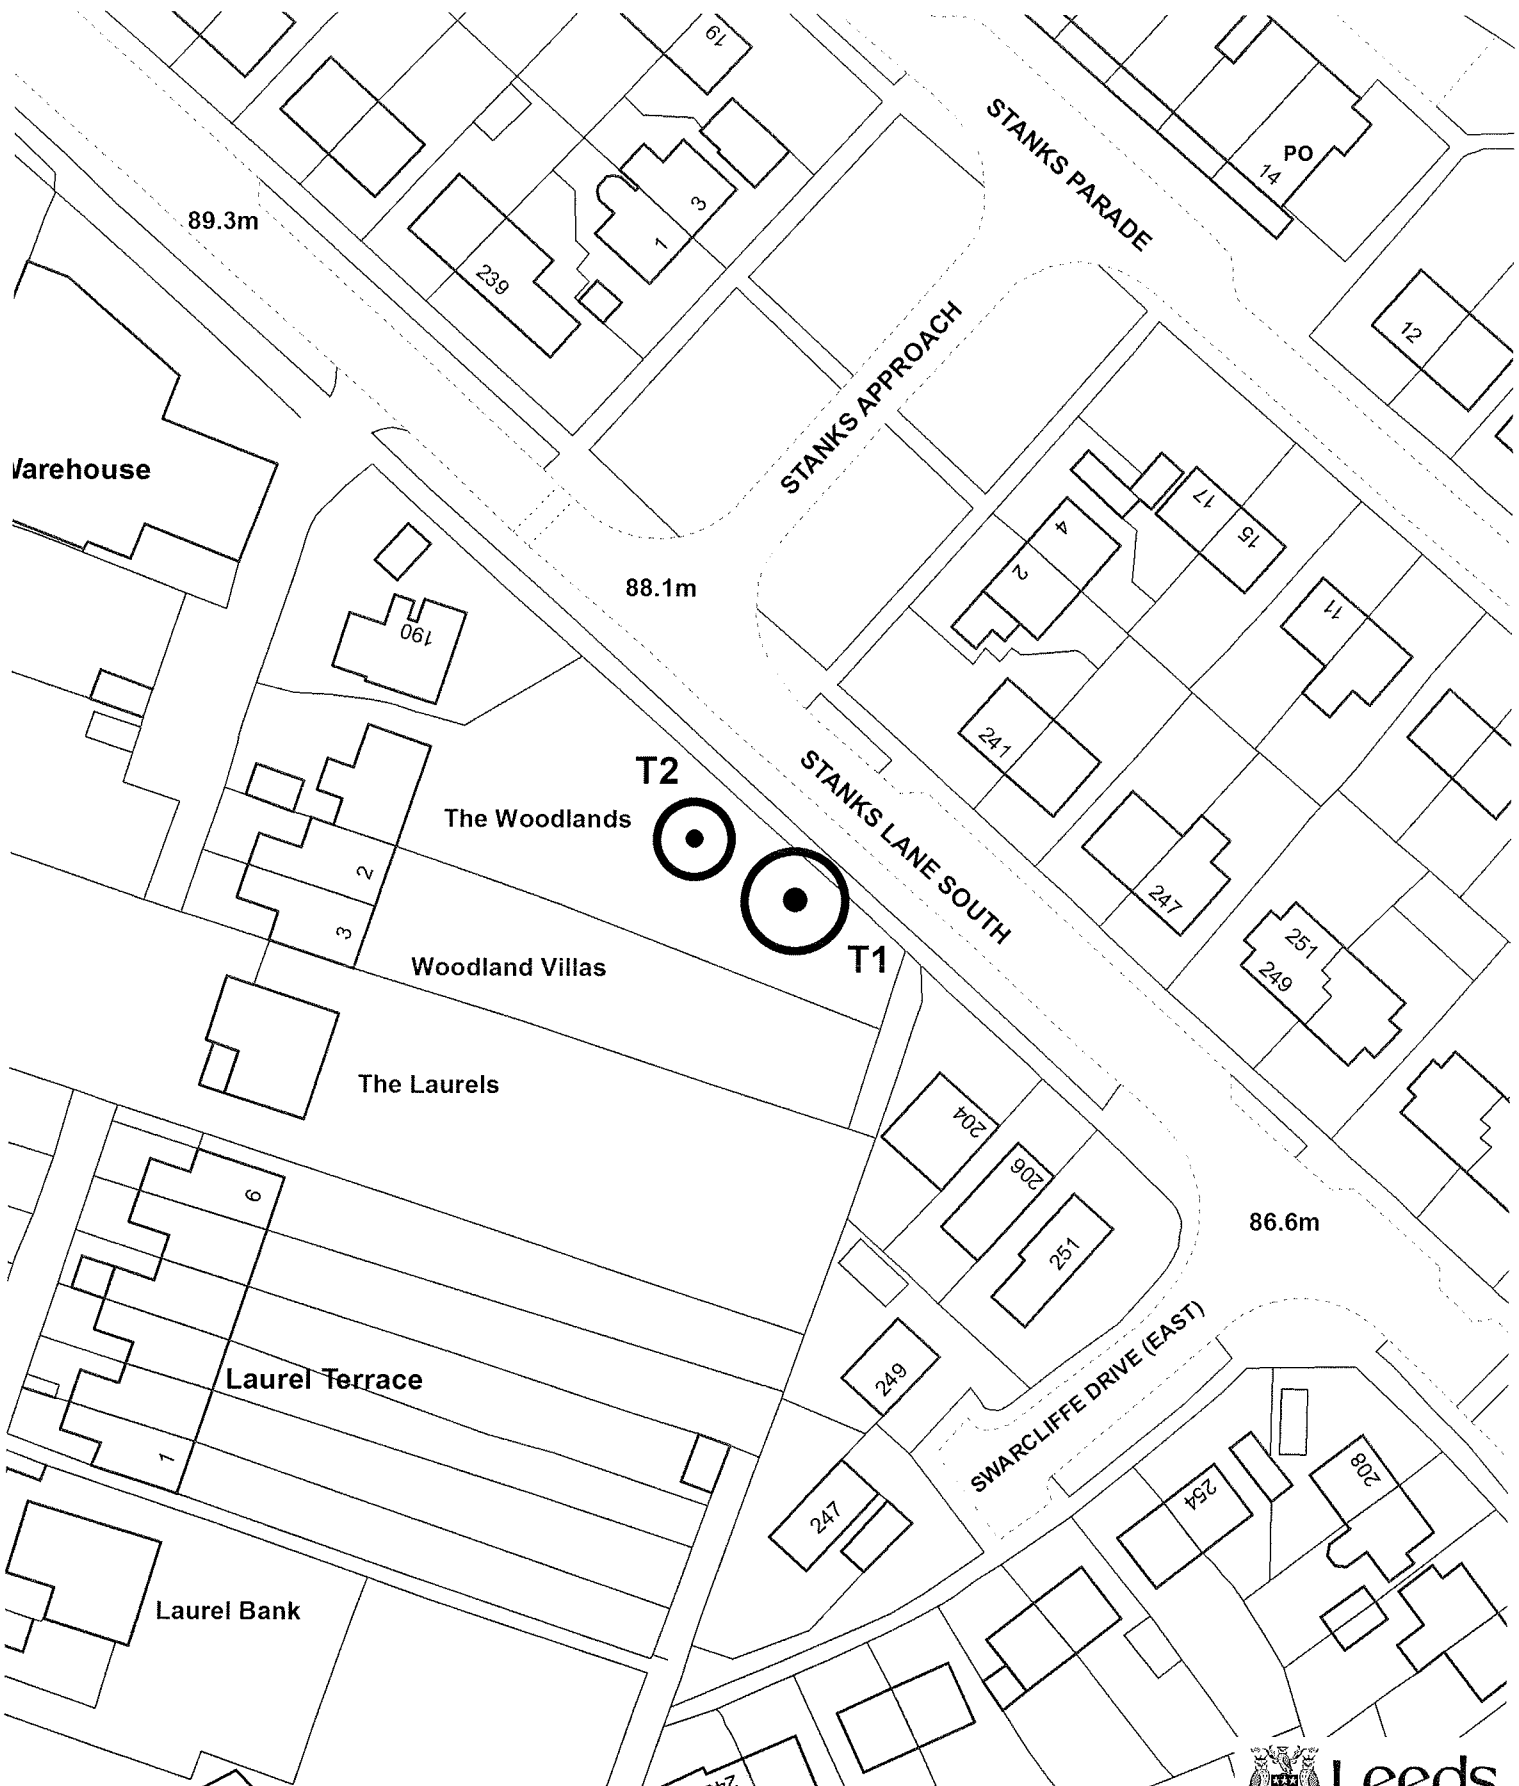 19
STANKS PARADE
PO
14
89.3m
3
1
239
12
STANKS APPROACH
Warehouse
17
15
4
2
88.1m
11
190
241
T2
The Woodlands
STANKS LANE SOUTH
2
247
3
251
249
Woodland Villas
T1
The Laurels
204
206
6
251
86.6m
SWARCLIFFE DRIVE (EAST)
249
Laurel Terrace
1
208
254
247
Laurel Bank
Leeds